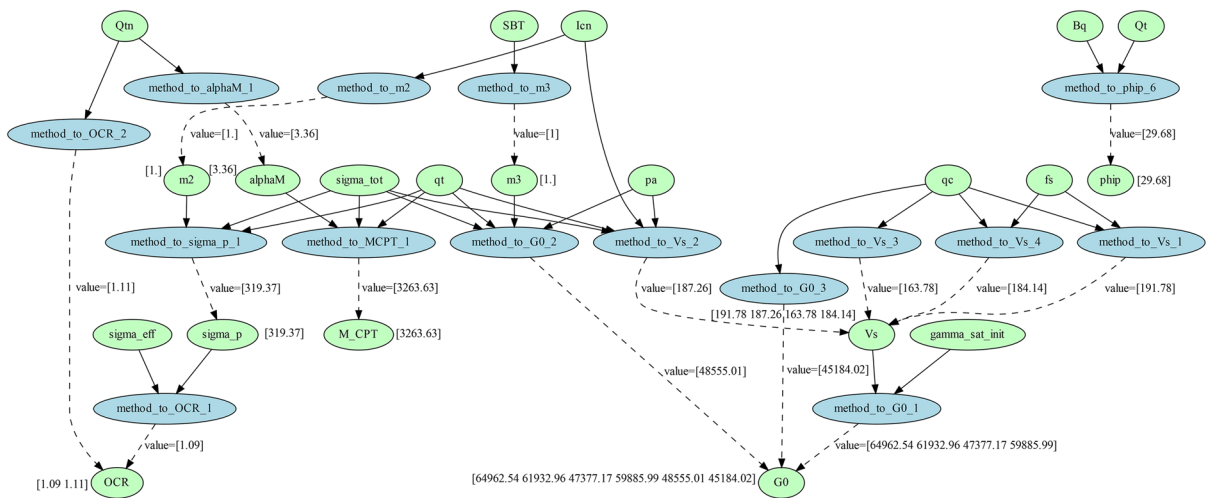 Qtn
SBT
Icn
Bq
Qt
method_to_alphaM_1
method_to_m2
method_to_m3
method_to_phip_6
method_to_OCR_2
value=[1.]
value=[3.36]
value=[1]
value=[29.68]
[1.]
m2
[3.36]
alphaM
sigma_tot
qt
m3
[1.]
pa
qc
fs
phip
[29.68]
method_to_sigma_p_1
method_to_MCPT_1
method_to_G0_2
method_to_Vs_2
method_to_Vs_3
method_to_Vs_4
method_to_Vs_1
value=[1.11]
value=[319.37]
value=[3263.63]
value=[187.26]
method_to_G0_3
value=[163.78]
value=[184.14]
value=[191.78]
[191.78 187.26 163.78 184.14]
sigma_eff
sigma_p
[319.37]
M_CPT
[3263.63]
Vs
gamma_sat_init
value=[48555.01]
value=[45184.02]
method_to_OCR_1
method_to_G0_1
value=[1.09]
value=[64962.54 61932.96 47377.17 59885.99]
[1.09 1.11]
OCR
[64962.54 61932.96 47377.17 59885.99 48555.01 45184.02]
G0